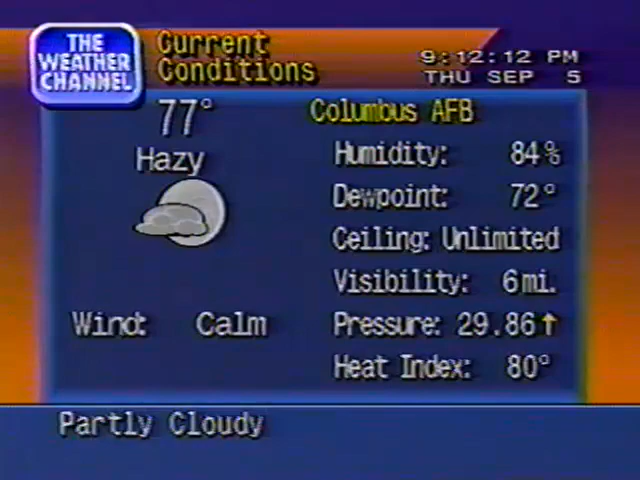 THE
WEATHER
CHANNEL
Current
Conditions
9:12:12 PM
THU SEP 5
77°
Hazy
Wind: Calm
Columbus AFB
Humidity: 84%
Dewpoint: 72°
Ceiling: Unlimited
Visibility: 6mi.
Pressure: 29.86↑
Heat Index: 80°
Partly Cloudy